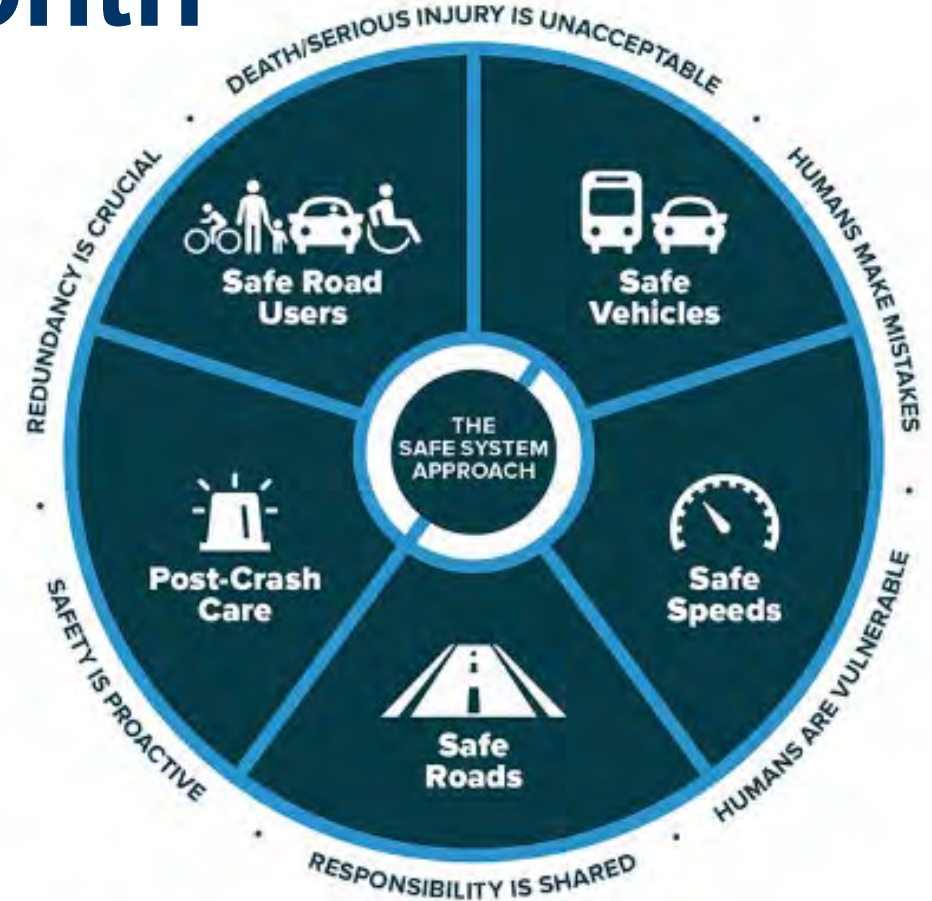 DEATH/SERIOUS INJURY IS UNACCEPTABLE
HUMANS MAKE MISTAKES
HUMANS ARE VULNERABLE
RESPONSIBILITY IS SHARED
SAFETY IS PROACTIVE
REDUNDANCY IS CRUCIAL
Safe Road
Users
Safe
Vehicles
THE
SAFE SYSTEM
APPROACH
Post-Crash
Care
Safe
Speeds
Safe
Roads